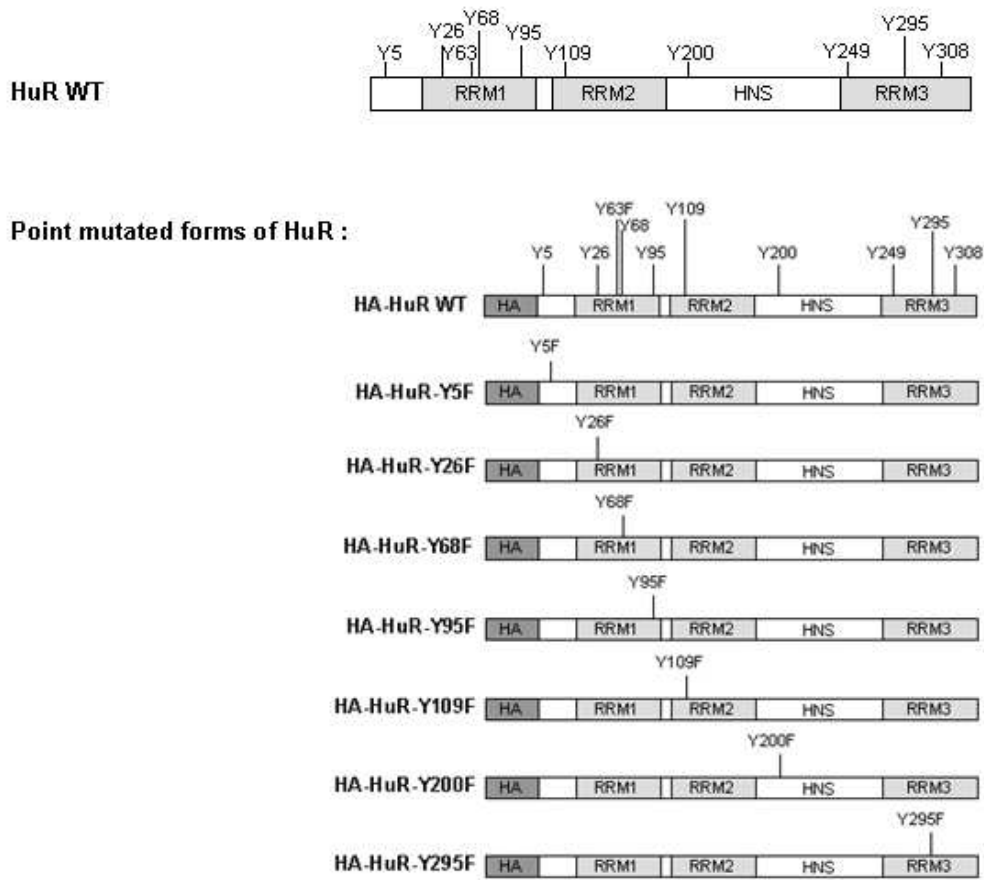 Y68
Y295
Y26 Y95
Y5 Y63 Y109 Y200 Y249 Y308
HuR WT RRM1 RRM2 HNS RRM3
Point mutated forms of HuR :
Y63F Y109
Y68 Y295
Y5 Y26 Y95 Y200 Y249 Y308
HA-HuR WT HA RRM1 RRM2 HNS RRM3
Y5F
HA-HuR-Y5F HA RRM1 RRM2 HNS RRM3
Y26F
HA-HuR-Y26F HA RRM1 RRM2 HNS RRM3
Y68F
HA-HuR-Y68F HA RRM1 RRM2 HNS RRM3
Y95F
HA-HuR-Y95F HA RRM1 RRM2 HNS RRM3
Y109F
HA-HuR-Y109F HA RRM1 RRM2 HNS RRM3
Y200F
HA-HuR-Y200F HA RRM1 RRM2 HNS RRM3
Y295F
HA-HuR-Y295F HA RRM1 RRM2 HNS RRM3